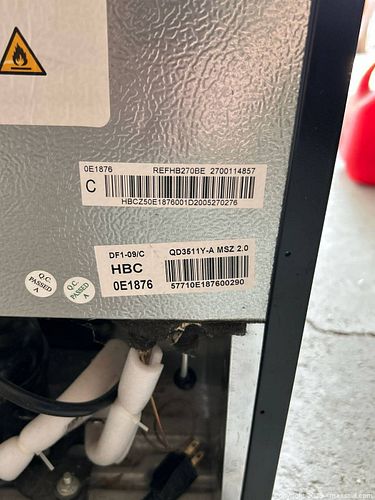 0E1876 REFHB270BE 2700114857
C
HBCZ50E1876001D2005270276
DF1-09/C QD3511Y-A MSZ 2.0
HBC
0E1876 57710E187600290
Q.C. PASSED A
Q.C. PASSED A